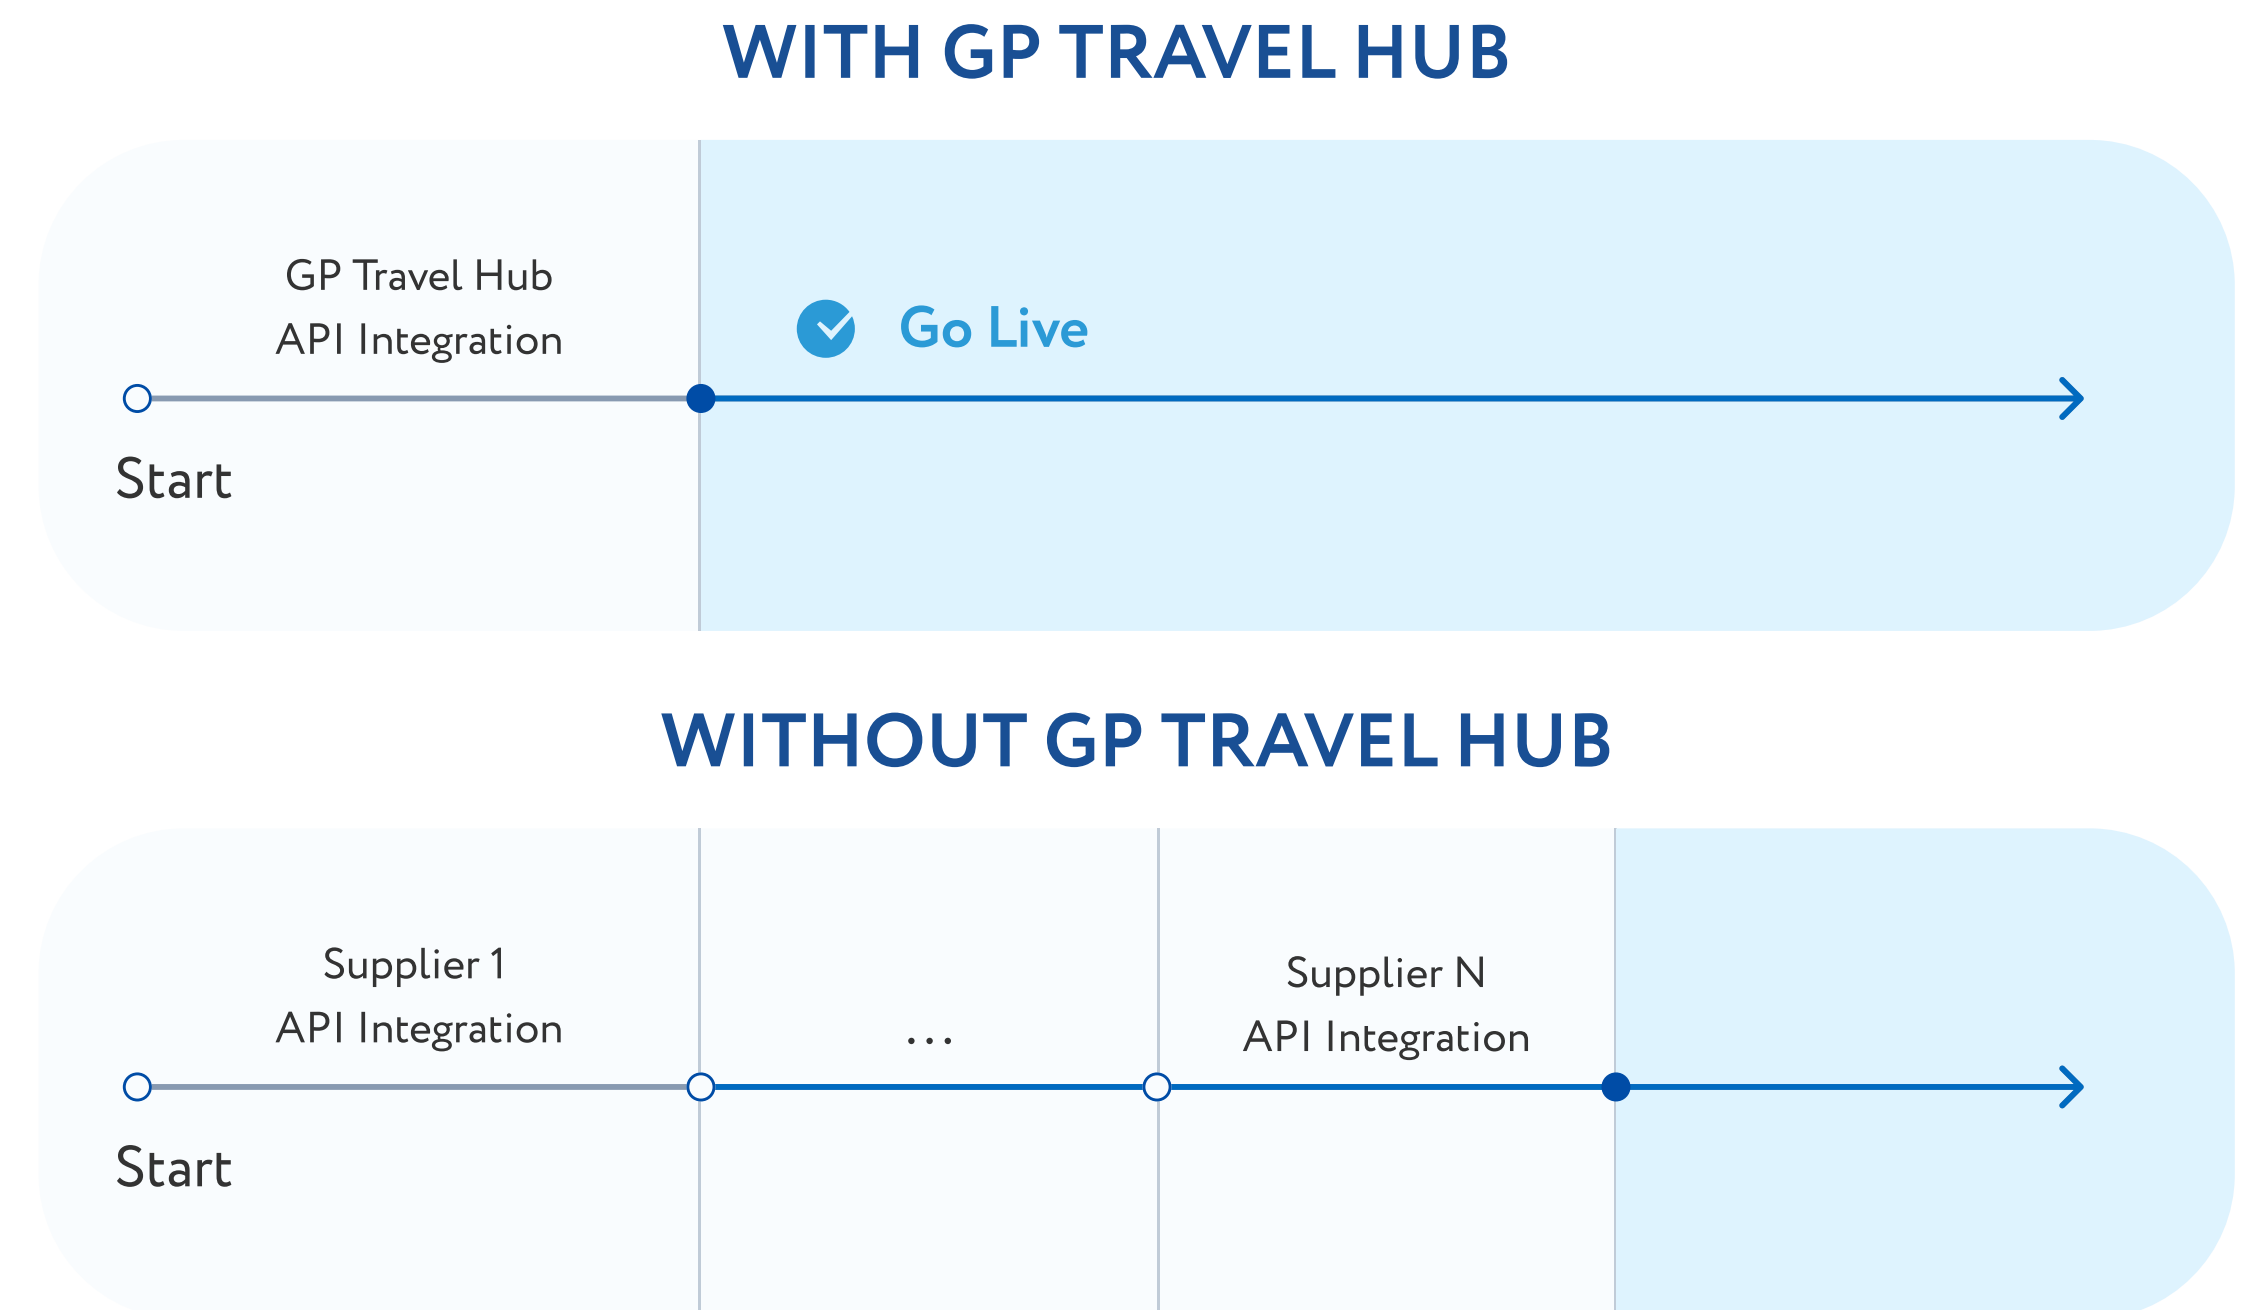 WITH GP TRAVEL HUB
GP Travel Hub
API Integration
Go Live
Start
WITHOUT GP TRAVEL HUB
Supplier 1
API Integration
...
Supplier N
API Integration
Start